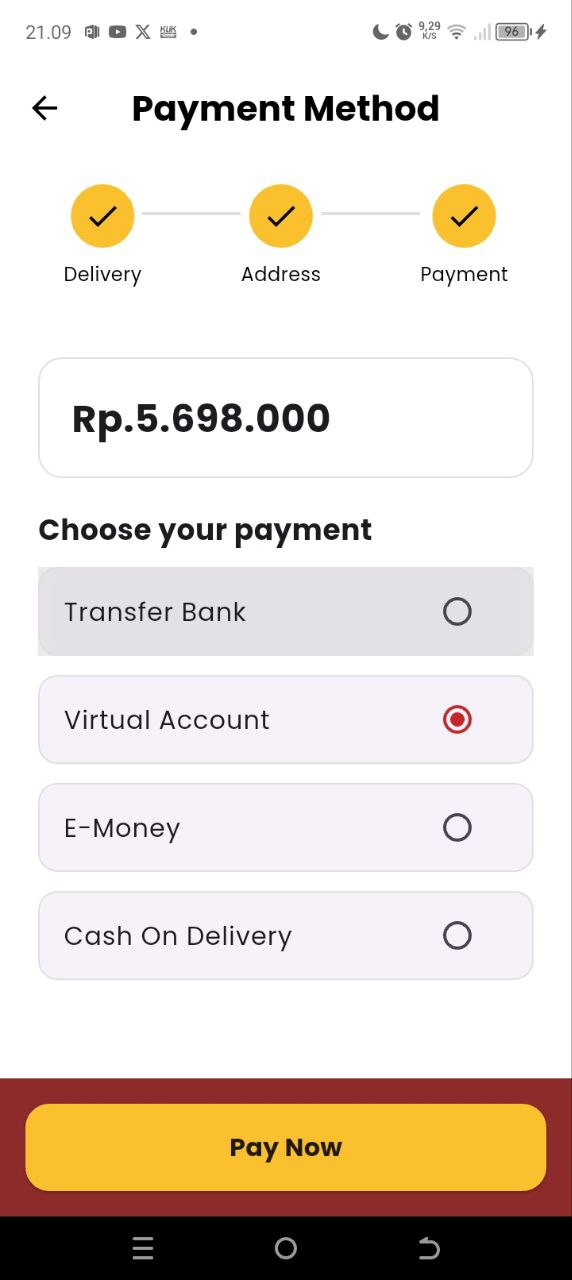 21.09
9,29
K/S
96
Payment Method
Delivery
Address
Payment
Rp.5.698.000
Choose your payment
Transfer Bank
Virtual Account
E-Money
Cash On Delivery
Pay Now